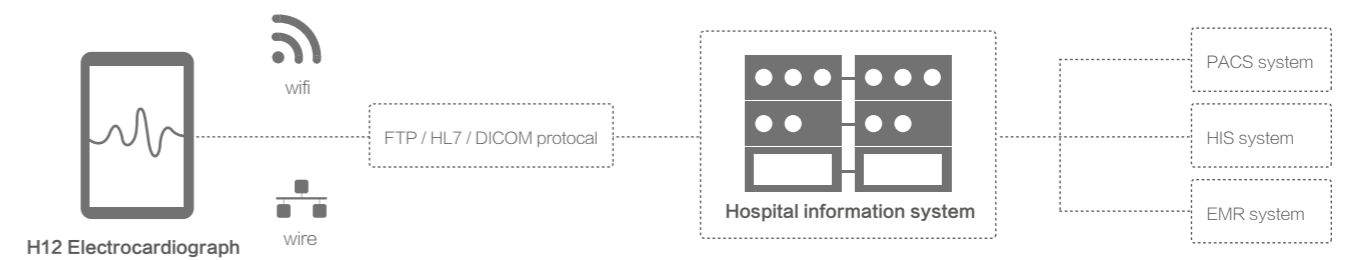 wifi
H12 Electrocardiograph
wire
FTP / HL7 / DICOM protocal
Hospital information system
PACS system
HIS system
EMR system